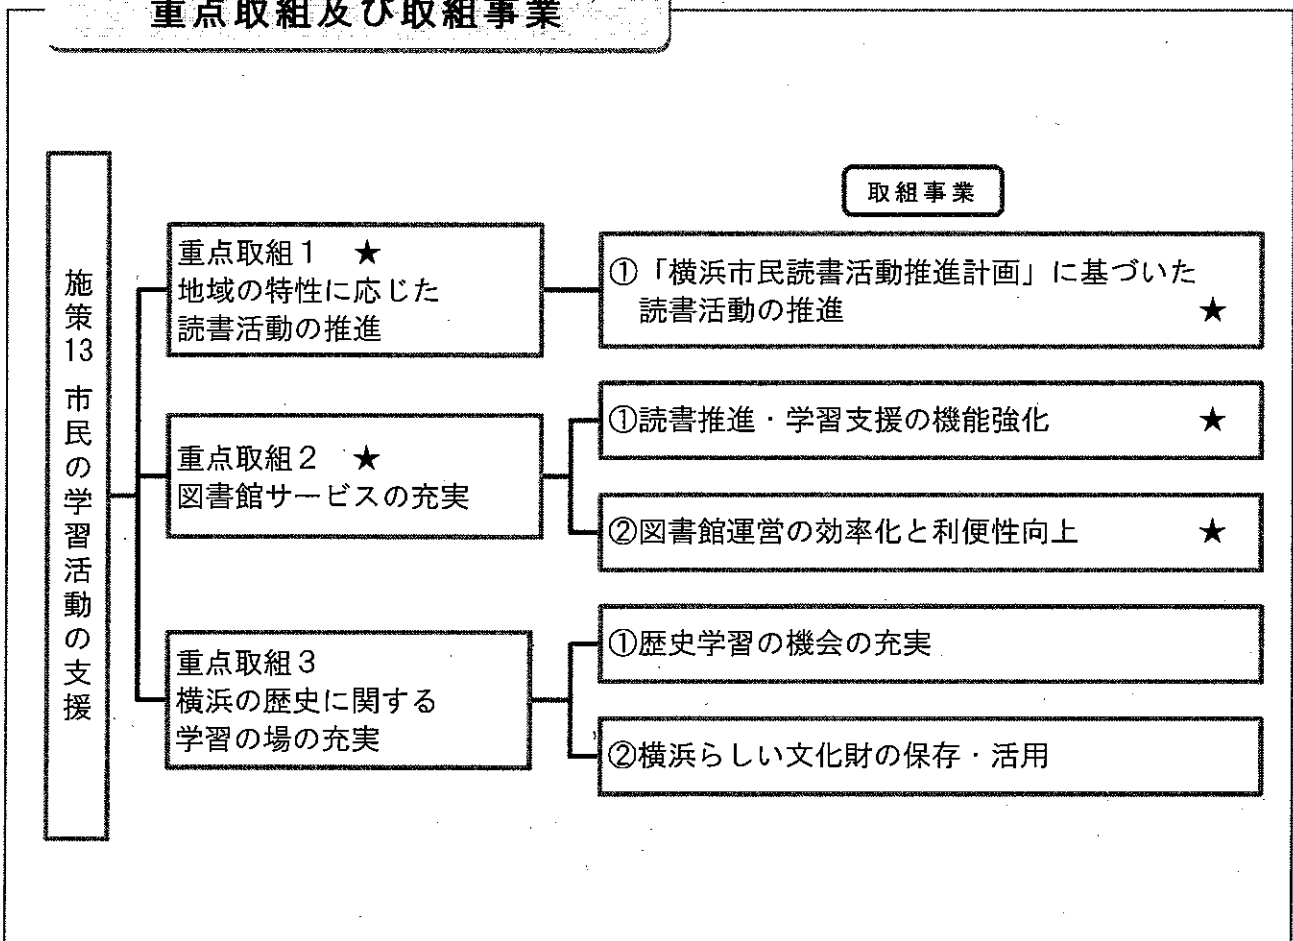 重点取組及び取組事業
施策13 市民の学習活動の支援
取組事業
重点取組1 ★
地域の特性に応じた
読書活動の推進
①「横浜市民読書活動推進計画」に基づいた
読書活動の推進 ★
重点取組2 ★
図書館サービスの充実
①読書推進・学習支援の機能強化 ★
②図書館運営の効率化と利便性向上 ★
重点取組3
横浜の歴史に関する
学習の場の充実
①歴史学習の機会の充実
②横浜らしい文化財の保存・活用